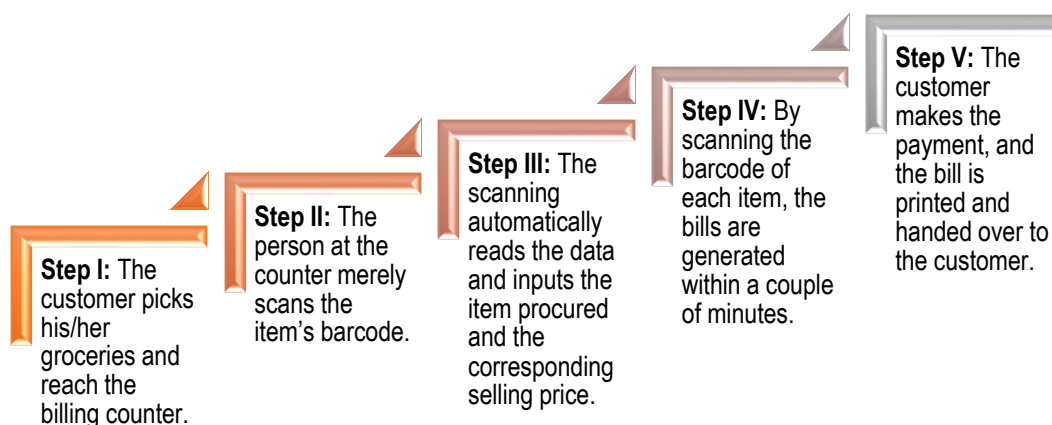 Step I: The
customer picks
his/her
groceries and
reach the
billing counter.
Step II: The
person at the
counter merely
scans the
item's barcode.
Step III: The
scanning
automatically
reads the data
and inputs the
item procured
and the
corresponding
selling price.
Step IV: By
scanning the
barcode of
each item, the
bills are
generated
within a couple
of minutes.
Step V: The
customer
makes the
payment, and
the bill is
printed and
handed over to
the customer.